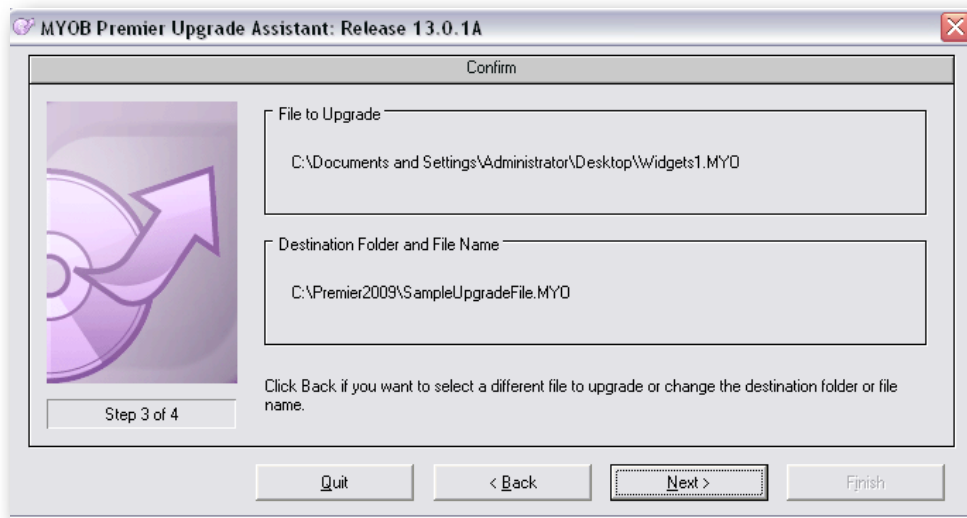 MYOB Premier Upgrade Assistant: Release 13.0.1A
Confirm
File to Upgrade
C:\Documents and Settings\Administrator\Desktop\Widgets1.MYO
Destination Folder and File Name
C:\Premier2009\SampleUpgradeFile.MYO
Click Back if you want to select a different file to upgrade or change the destination folder or file
name.
Step 3 of 4
Quit
< Back
Next >
Finish